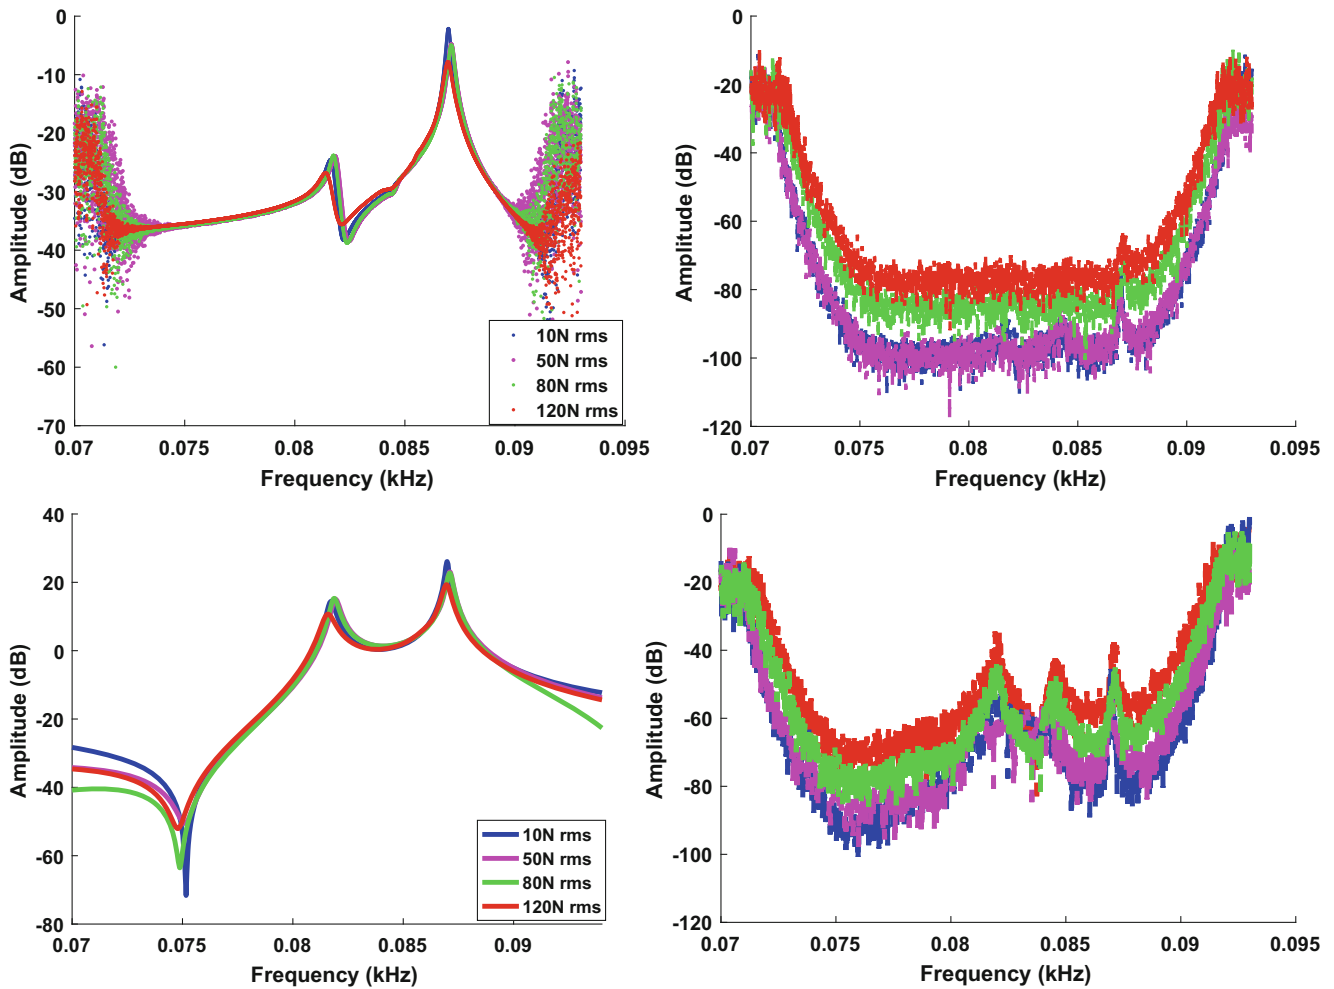 0
-10
-20
-30
-40
-50
-60
-70
Amplitude (dB)
0.07 0.075 0.08 0.085 0.09 0.095
Frequency (kHz)
10N rms
50N rms
80N rms
120N rms
0
-20
-40
-60
-80
-100
-120
Amplitude (dB)
0.07 0.075 0.08 0.085 0.09 0.095
Frequency (kHz)
40
20
0
-20
-40
-60
-80
Amplitude (dB)
0.07 0.075 0.08 0.085 0.09
Frequency (kHz)
10N rms
50N rms
80N rms
120N rms
0
-20
-40
-60
-80
-100
-120
Amplitude (dB)
0.07 0.075 0.08 0.085 0.09 0.095
Frequency (kHz)